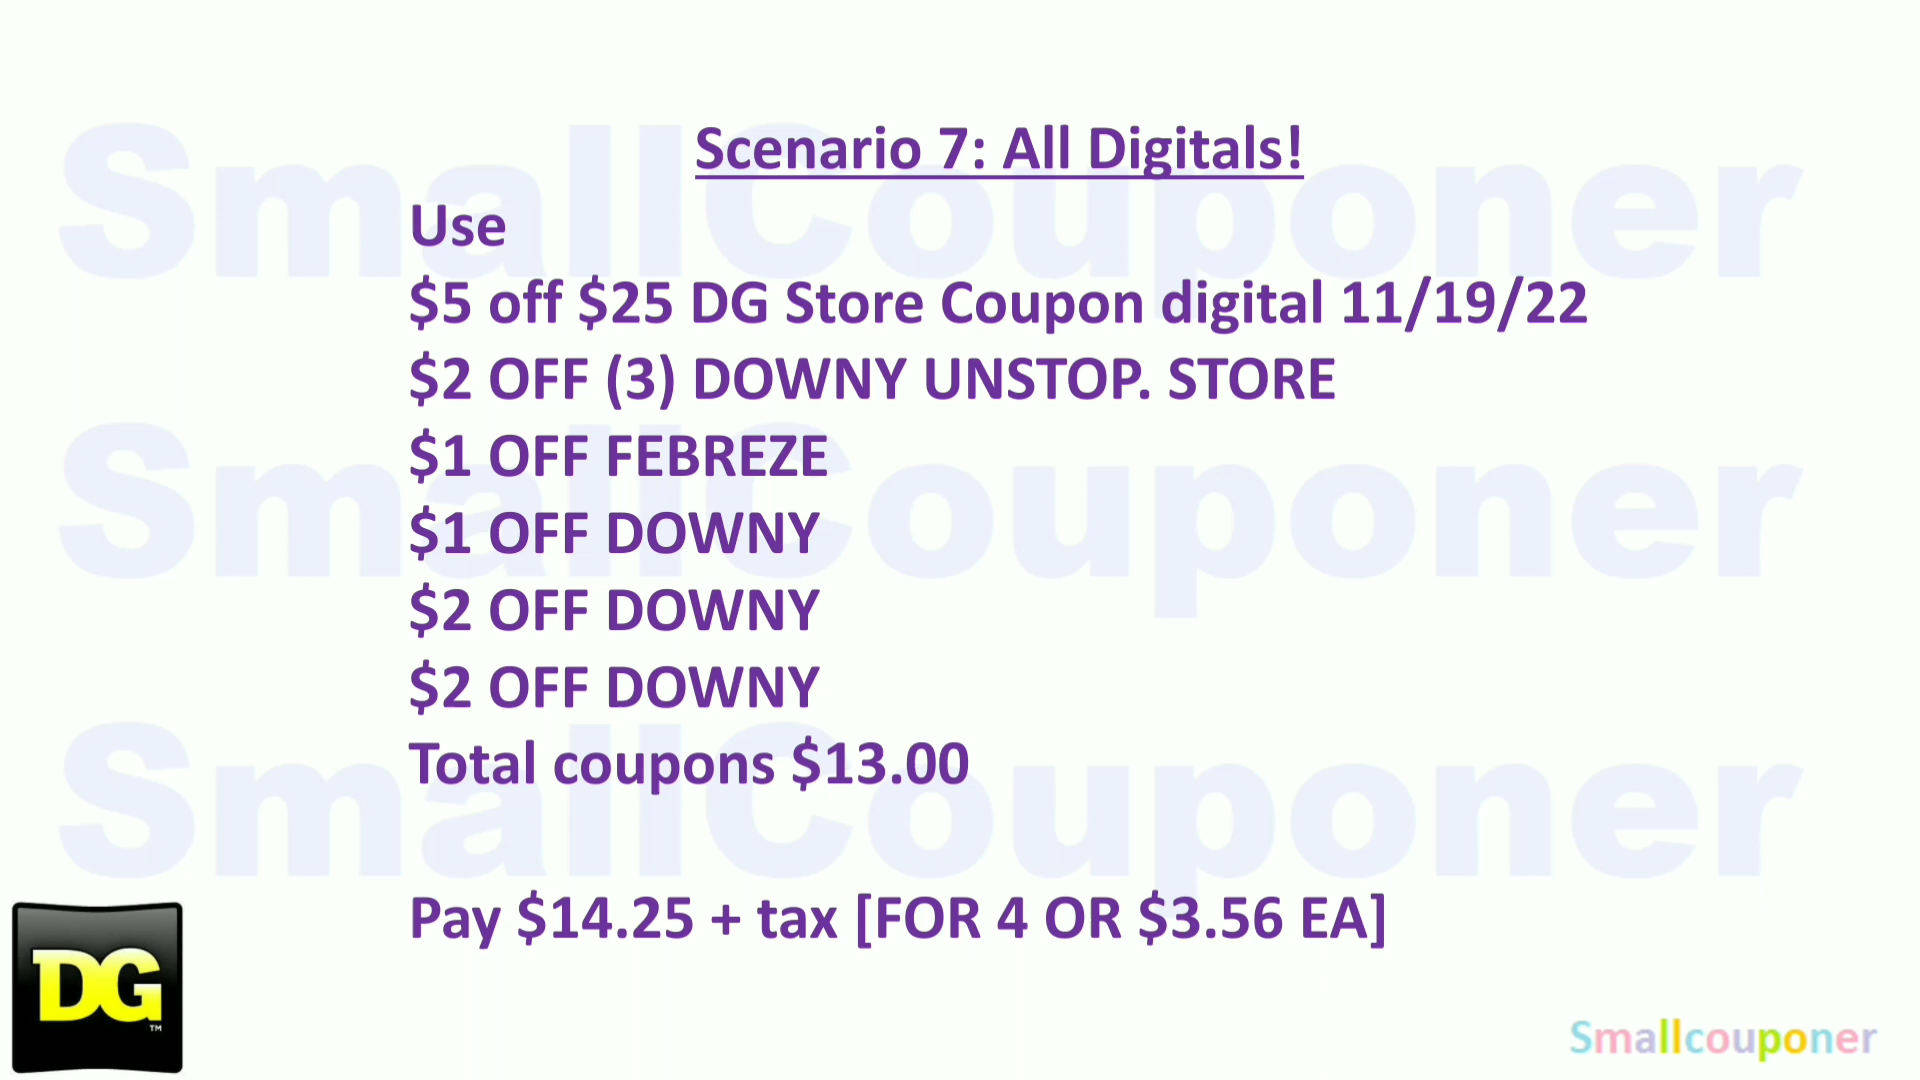 Scenario 7: All Digitals!
Use
$5 off $25 DG Store Coupon digital 11/19/22
$2 OFF (3) DOWNY UNSTOP. STORE
$1 OFF FEBREZE
$1 OFF DOWNY
$2 OFF DOWNY
$2 OFF DOWNY
Total coupons $13.00
Pay $14.25 + tax [FOR 4 OR $3.56 EA]
SmallCouponer
SmallCouponer
SmallCouponer
DG™
Smallcouponer